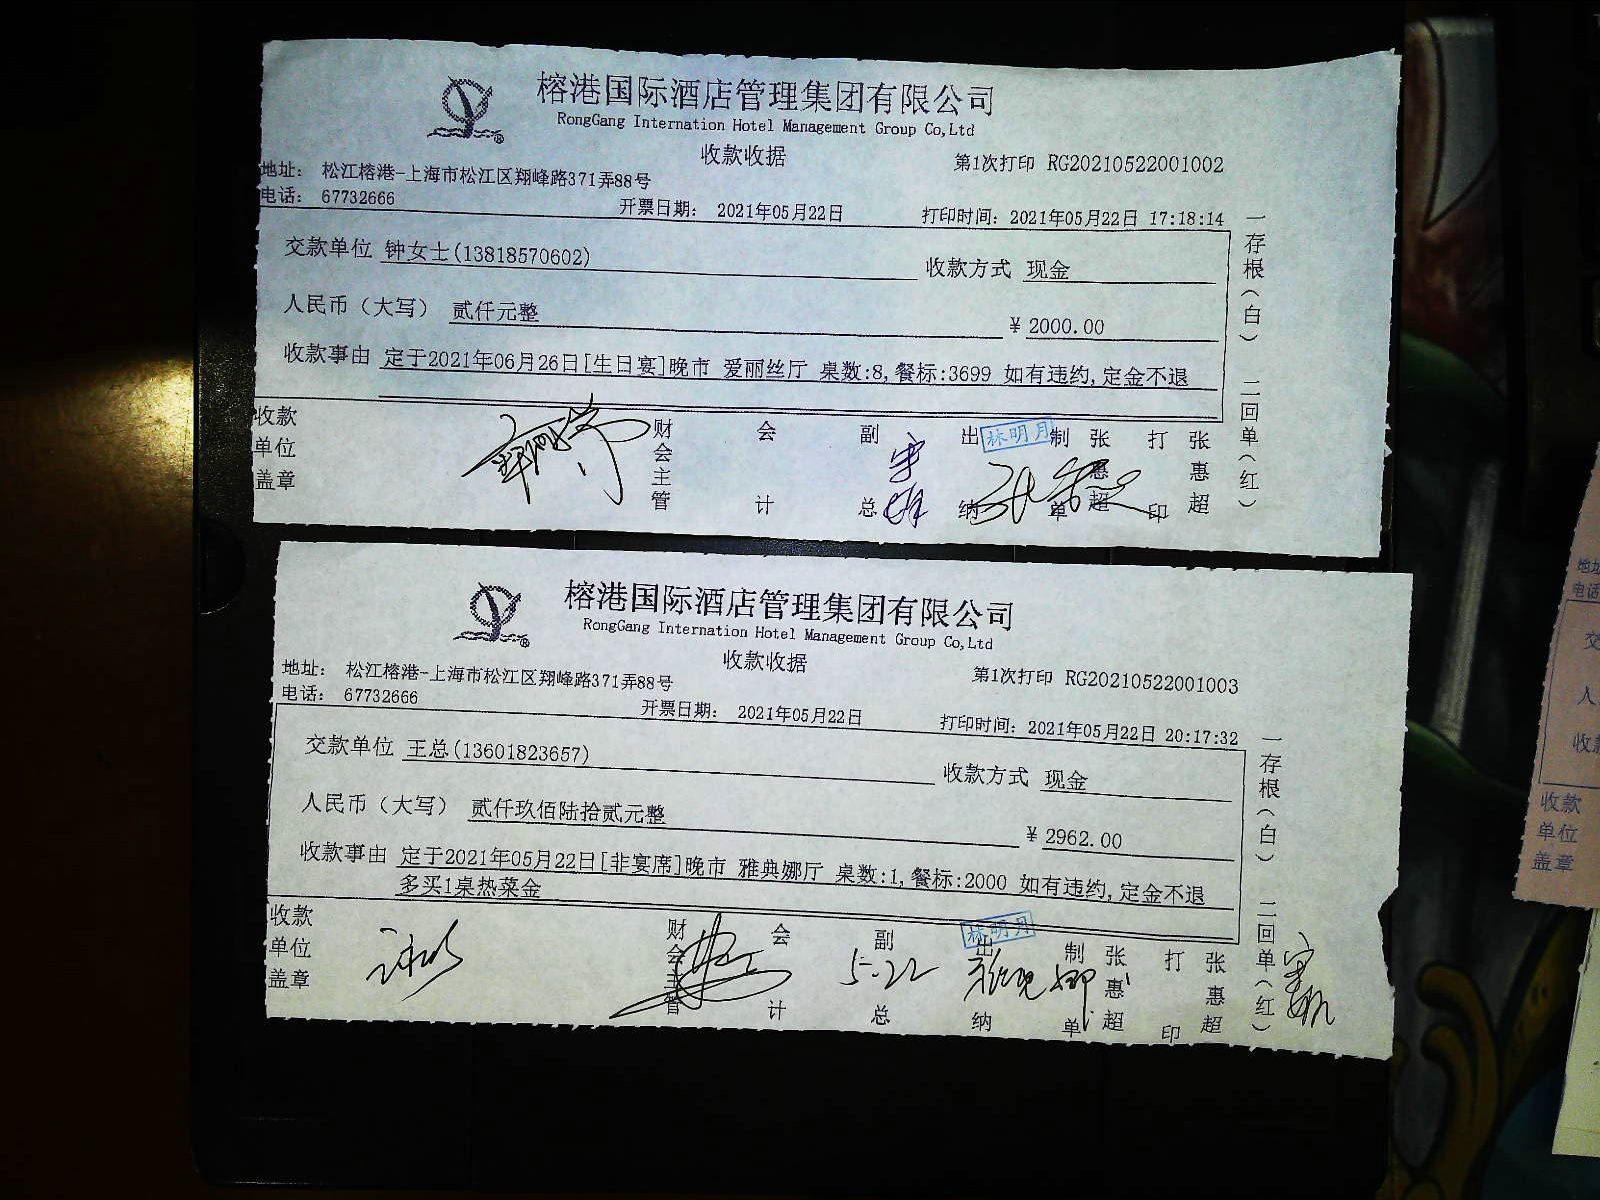 榕港国际酒店管理集团有限公司
RongGang Internation Hotel Management Group Co,Ltd
收款收据
第1次打印 RG20210522001002
地址： 松江榕港-上海市松江区翔峰路371弄88号
电话： 67732666
开票日期： 2021年05月22日
打印时间：2021年05月22日 17:18:14
交款单位 钟女士(13818570602)
收款方式 现金
人民币（大写） 贰仟元整
¥ 2000.00
收款事由 定于2021年06月26日[生日宴]晚市 爱丽丝厅 桌数:8,餐标:3699 如有违约,定金不退
收款单位盖章
财会主管
会计
副总
出纳
林明月
制单
张惠超
打印
张惠超
一存根（白） 二回单（红）
榕港国际酒店管理集团有限公司
RongGang Internation Hotel Management Group Co,Ltd
收款收据
第1次打印 RG20210522001003
地址： 松江榕港-上海市松江区翔峰路371弄88号
电话： 67732666
开票日期： 2021年05月22日
打印时间：2021年05月22日 20:17:32
交款单位 王总(13601823657)
收款方式 现金
人民币（大写） 贰仟玖佰陆拾贰元整
¥ 2962.00
收款事由 定于2021年05月22日[非宴席]晚市 雅典娜厅 桌数:1,餐标:2000 如有违约,定金不退
多买1桌热菜金
收款单位盖章
财会主管
会计
副总
5.22
出纳
林明月
制单
张惠超
打印
张惠超
一存根（白） 二回单（红）
地址
电话
交
人
收款
收款
单位
盖章